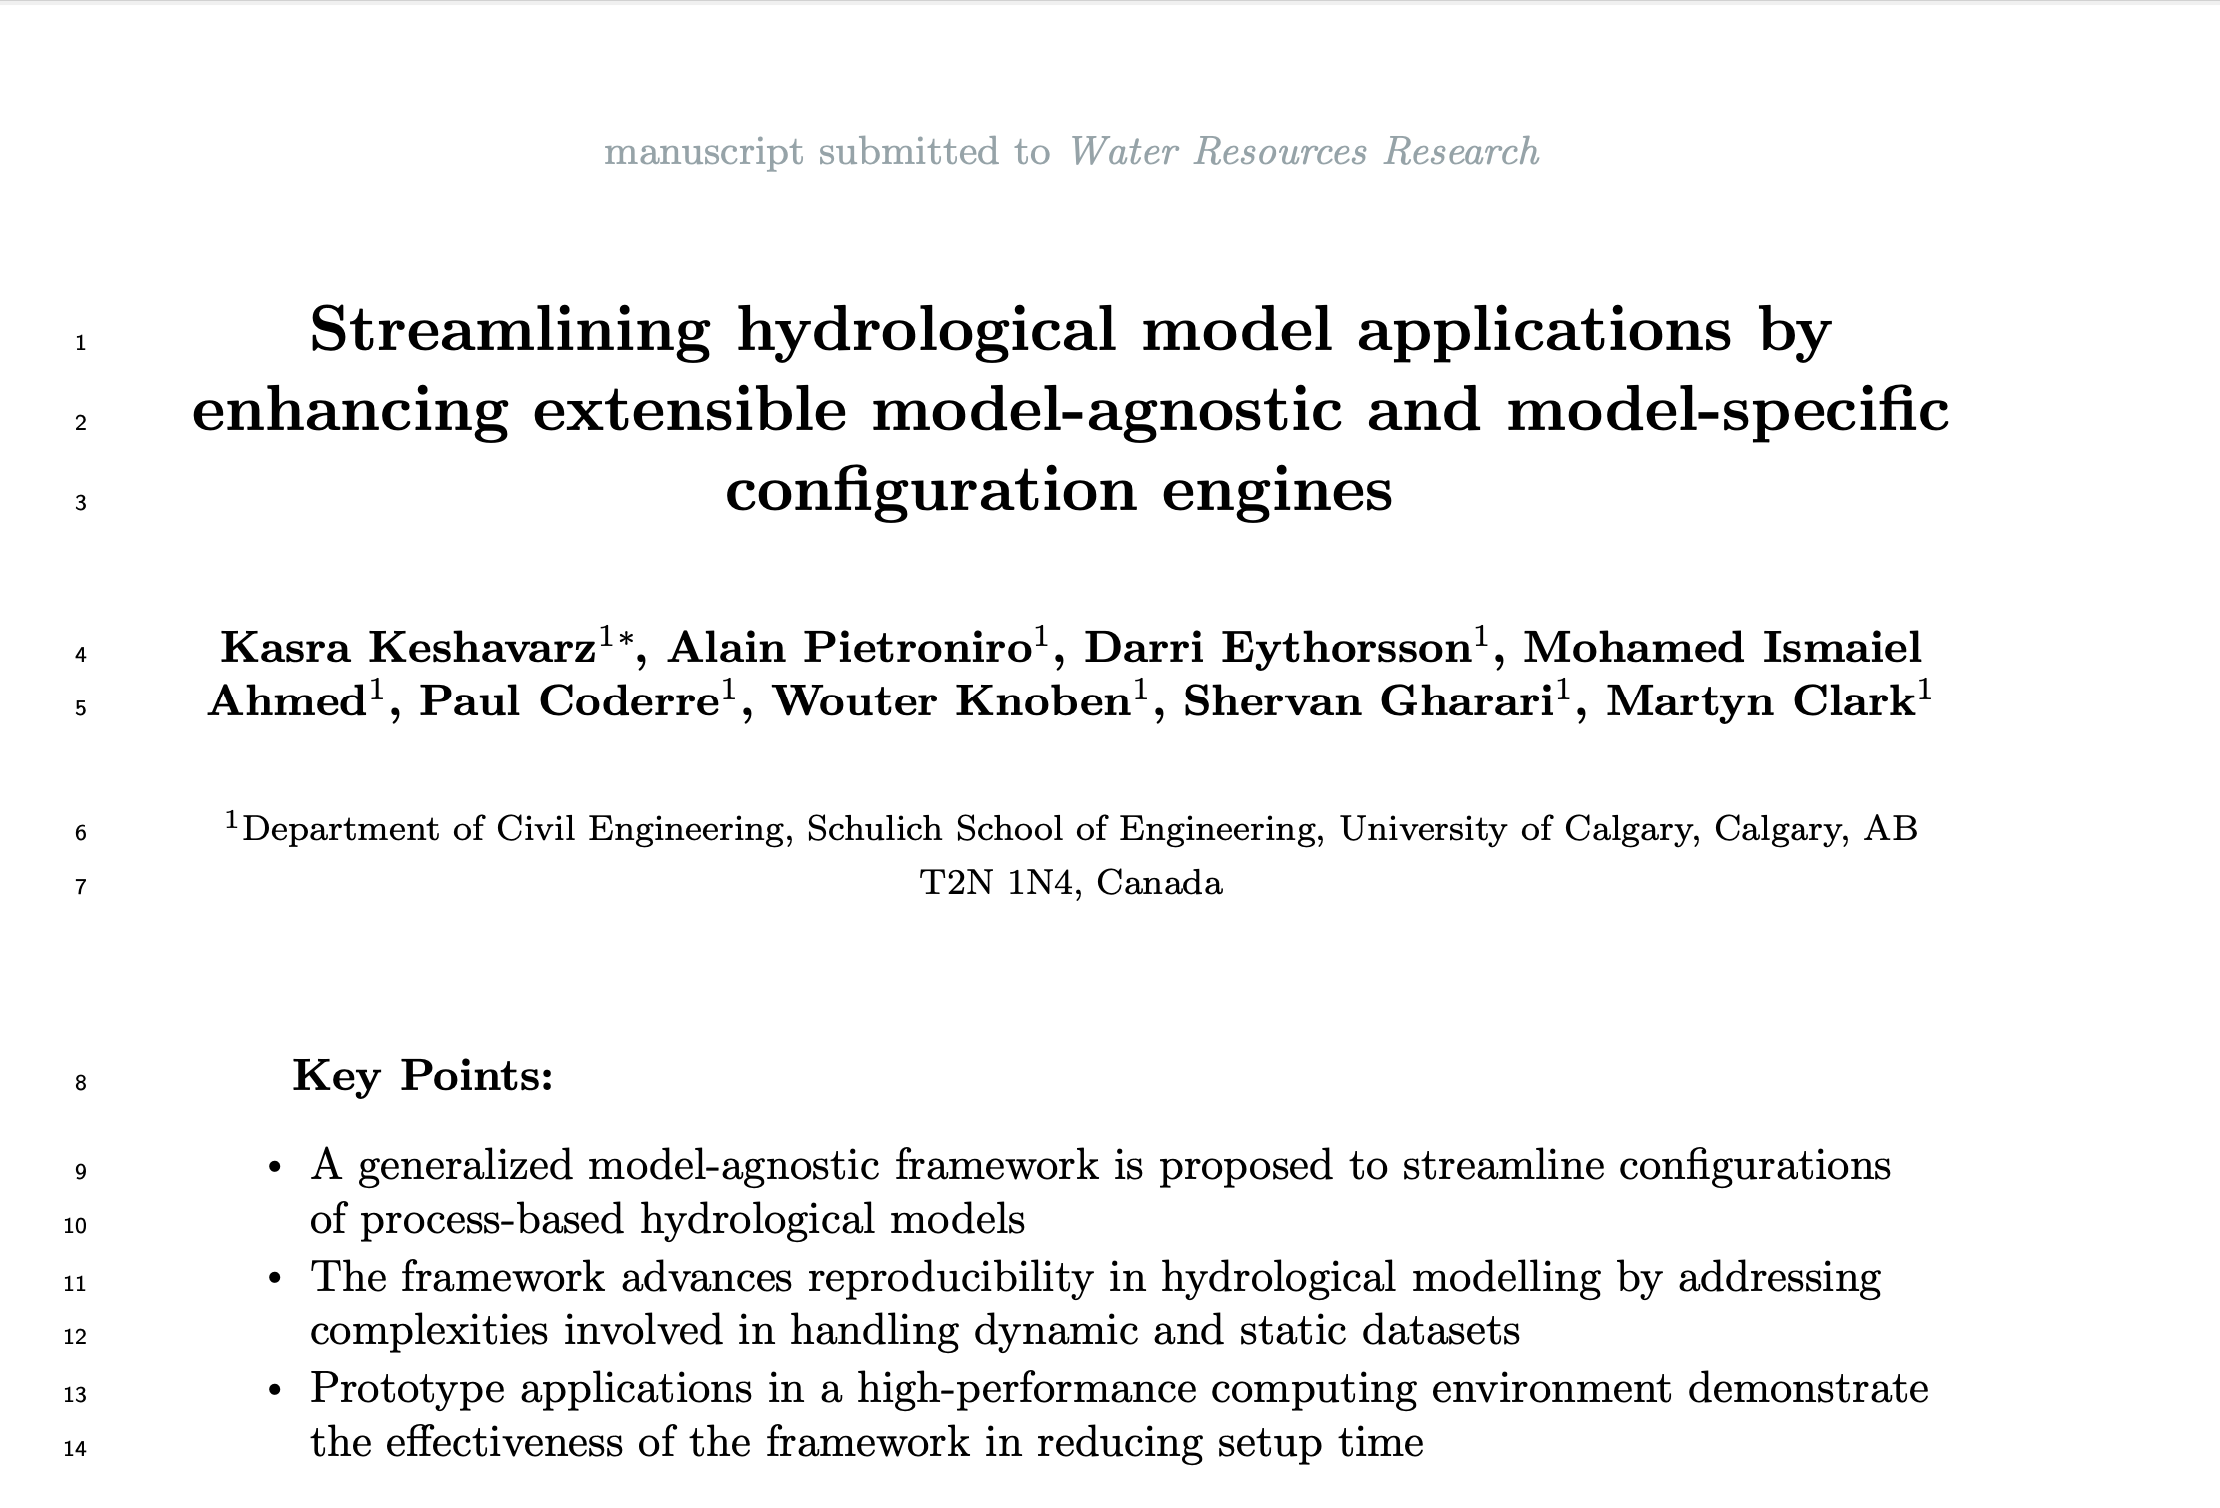 manuscript submitted to Water Resources Research
1 Streamlining hydrological model applications by
2 enhancing extensible model-agnostic and model-specific
3 configuration engines
4 Kasra Keshavarz¹*, Alain Pietroniro¹, Darri Eythorsson¹, Mohamed Ismaiel
5 Ahmed¹, Paul Coderre¹, Wouter Knoben¹, Shervan Gharari¹, Martyn Clark¹
6 ¹Department of Civil Engineering, Schulich School of Engineering, University of Calgary, Calgary, AB
7 T2N 1N4, Canada
8 Key Points:
9 • A generalized model-agnostic framework is proposed to streamline configurations
10 of process-based hydrological models
11 • The framework advances reproducibility in hydrological modelling by addressing
12 complexities involved in handling dynamic and static datasets
13 • Prototype applications in a high-performance computing environment demonstrate
14 the effectiveness of the framework in reducing setup time